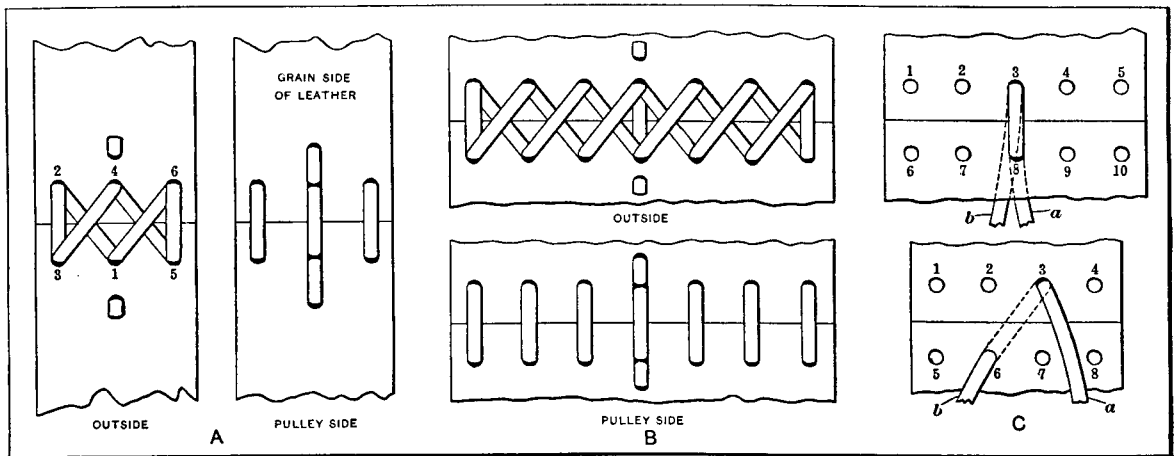 GRAIN SIDE
OF LEATHER
2 4 6
3 1 5
OUTSIDE
PULLEY SIDE
A
OUTSIDE
PULLEY SIDE
B
1 2 3 4 5
6 7 8 9 10
b a
1 2 3 4
5 6 7 8
b a
C